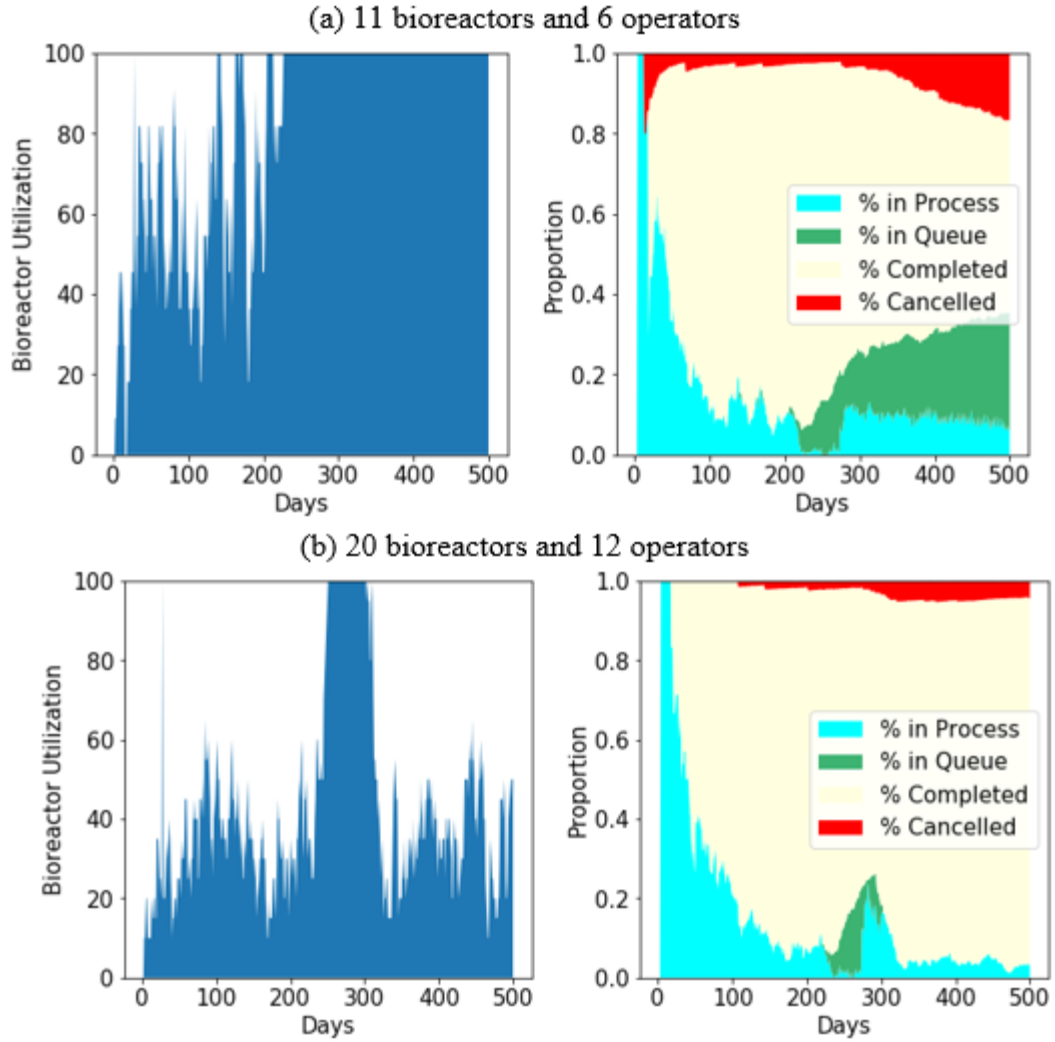 (a) 11 bioreactors and 6 operators
100
80
60
40
20
0
Bioreactor Utilization
0 100 200 300 400 500
Days
1.0
0.8
0.6
0.4
0.2
0.0
Proportion
% in Process
% in Queue
% Completed
% Cancelled
0 100 200 300 400 500
Days
(b) 20 bioreactors and 12 operators
100
80
60
40
20
0
Bioreactor Utilization
0 100 200 300 400 500
Days
1.0
0.8
0.6
0.4
0.2
0.0
Proportion
% in Process
% in Queue
% Completed
% Cancelled
0 100 200 300 400 500
Days